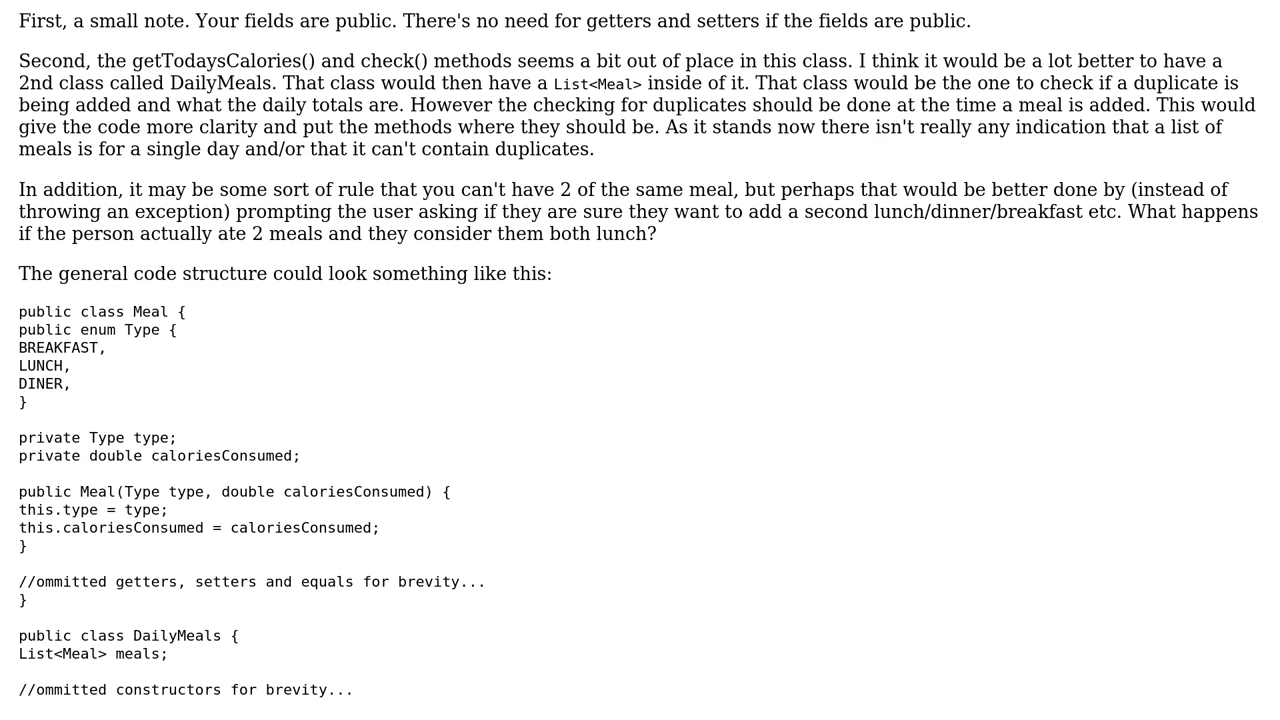 First, a small note. Your fields are public. There's no need for getters and setters if the fields are public.
Second, the getTodaysCalories() and check() methods seems a bit out of place in this class. I think it would be a lot better to have a
2nd class called DailyMeals. That class would then have a List<Meal> inside of it. That class would be the one to check if a duplicate is
being added and what the daily totals are. However the checking for duplicates should be done at the time a meal is added. This would
give the code more clarity and put the methods where they should be. As it stands now there isn't really any indication that a list of
meals is for a single day and/or that it can't contain duplicates.
In addition, it may be some sort of rule that you can't have 2 of the same meal, but perhaps that would be better done by (instead of
throwing an exception) prompting the user asking if they are sure they want to add a second lunch/dinner/breakfast etc. What happens
if the person actually ate 2 meals and they consider them both lunch?
The general code structure could look something like this:
public class Meal {
public enum Type {
BREAKFAST,
LUNCH,
DINER,
}
private Type type;
private double caloriesConsumed;
public Meal(Type type, double caloriesConsumed) {
this.type = type;
this.caloriesConsumed = caloriesConsumed;
}
//ommitted getters, setters and equals for brevity...
}
public class DailyMeals {
List<Meal> meals;
//ommitted constructors for brevity...